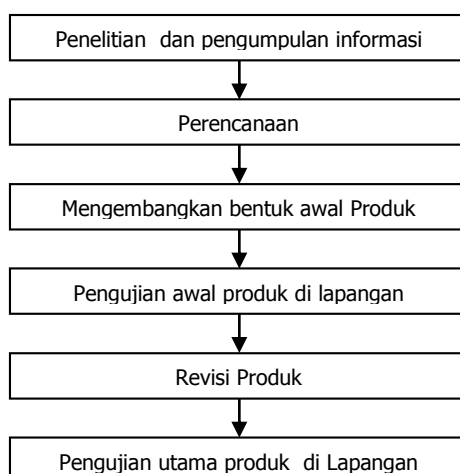 Penelitian  dan pengumpulan informasi
Perencanaan
Mengembangkan bentuk awal Produk
Pengujian awal produk di lapangan
Revisi Produk
Pengujian utama produk  di Lapangan